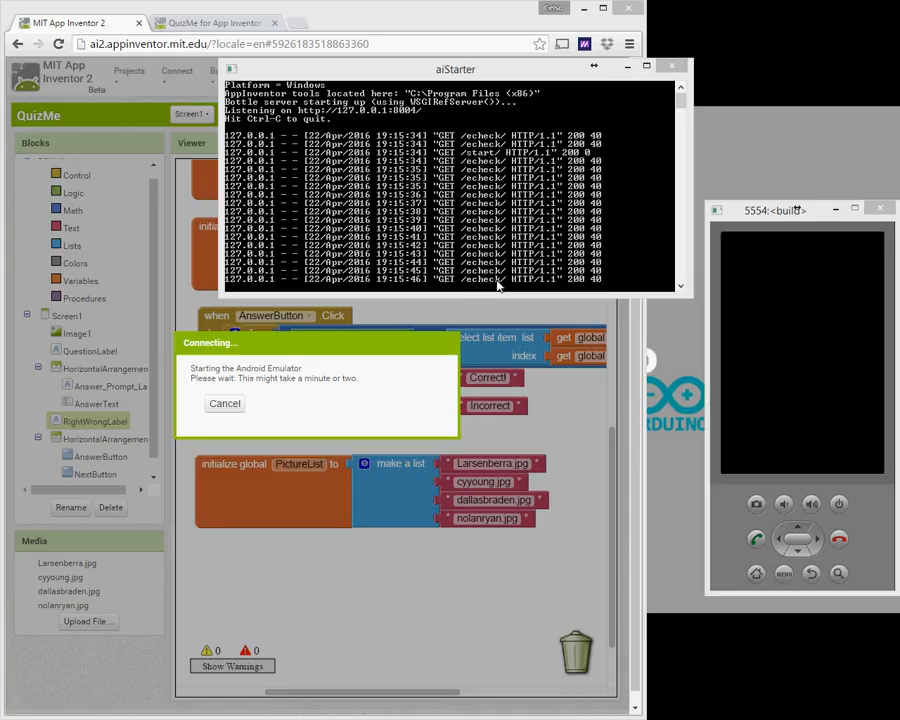 Celso
MIT App Inventor 2
QuizMe for App Inventor
ai2.appinventor.mit.edu/?locale=en#5926183518863360
MIT App
Inventor 2
Beta
Projects
Connect
QuizMe
Screen1
Blocks
Viewer
Control
Logic
Math
Text
Lists
Colors
Variables
Procedures
Screen1
Image1
QuestionLabel
HorizontalArrangemen
Answer_Prompt_La
AnswerText
RightWrongLabel
HorizontalArrangemen
AnswerButton
NextButton
Rename
Delete
Media
Larsenberra.jpg
cyyoung.jpg
dallasbraden.jpg
nolanryan.jpg
Upload File ...
aiStarter
Platform = Windows
AppInventor tools located here: "C:\Program Files (x86)"
Bottle server starting up (using WSGIRefServer())...
Listening on http://127.0.0.1:8004/
Hit Ctrl-C to quit.
127.0.0.1 - - [22/Apr/2016 19:15:34] "GET /echeck/ HTTP/1.1" 200 40
127.0.0.1 - - [22/Apr/2016 19:15:34] "GET /echeck/ HTTP/1.1" 200 40
127.0.0.1 - - [22/Apr/2016 19:15:34] "GET /start/ HTTP/1.1" 200 0
127.0.0.1 - - [22/Apr/2016 19:15:34] "GET /echeck/ HTTP/1.1" 200 40
127.0.0.1 - - [22/Apr/2016 19:15:35] "GET /echeck/ HTTP/1.1" 200 40
127.0.0.1 - - [22/Apr/2016 19:15:35] "GET /echeck/ HTTP/1.1" 200 40
127.0.0.1 - - [22/Apr/2016 19:15:35] "GET /echeck/ HTTP/1.1" 200 40
127.0.0.1 - - [22/Apr/2016 19:15:36] "GET /echeck/ HTTP/1.1" 200 40
127.0.0.1 - - [22/Apr/2016 19:15:37] "GET /echeck/ HTTP/1.1" 200 40
127.0.0.1 - - [22/Apr/2016 19:15:38] "GET /echeck/ HTTP/1.1" 200 40
127.0.0.1 - - [22/Apr/2016 19:15:39] "GET /echeck/ HTTP/1.1" 200 40
127.0.0.1 - - [22/Apr/2016 19:15:40] "GET /echeck/ HTTP/1.1" 200 40
127.0.0.1 - - [22/Apr/2016 19:15:41] "GET /echeck/ HTTP/1.1" 200 40
127.0.0.1 - - [22/Apr/2016 19:15:42] "GET /echeck/ HTTP/1.1" 200 40
127.0.0.1 - - [22/Apr/2016 19:15:43] "GET /echeck/ HTTP/1.1" 200 40
127.0.0.1 - - [22/Apr/2016 19:15:44] "GET /echeck/ HTTP/1.1" 200 40
127.0.0.1 - - [22/Apr/2016 19:15:45] "GET /echeck/ HTTP/1.1" 200 40
127.0.0.1 - - [22/Apr/2016 19:15:46] "GET /echeck/ HTTP/1.1" 200 40
when AnswerButton .Click
select list item list get global
index get global
" Correct! "
" Incorrect "
Connecting...
Starting the Android Emulator
Please wait: This might take a minute or two.
Cancel
initialize global PictureList to make a list " Larsenberra.jpg "
" cyyoung.jpg "
" dallasbraden.jpg "
" nolanryan.jpg "
0 0
Show Warnings
5554:<build>
MENU